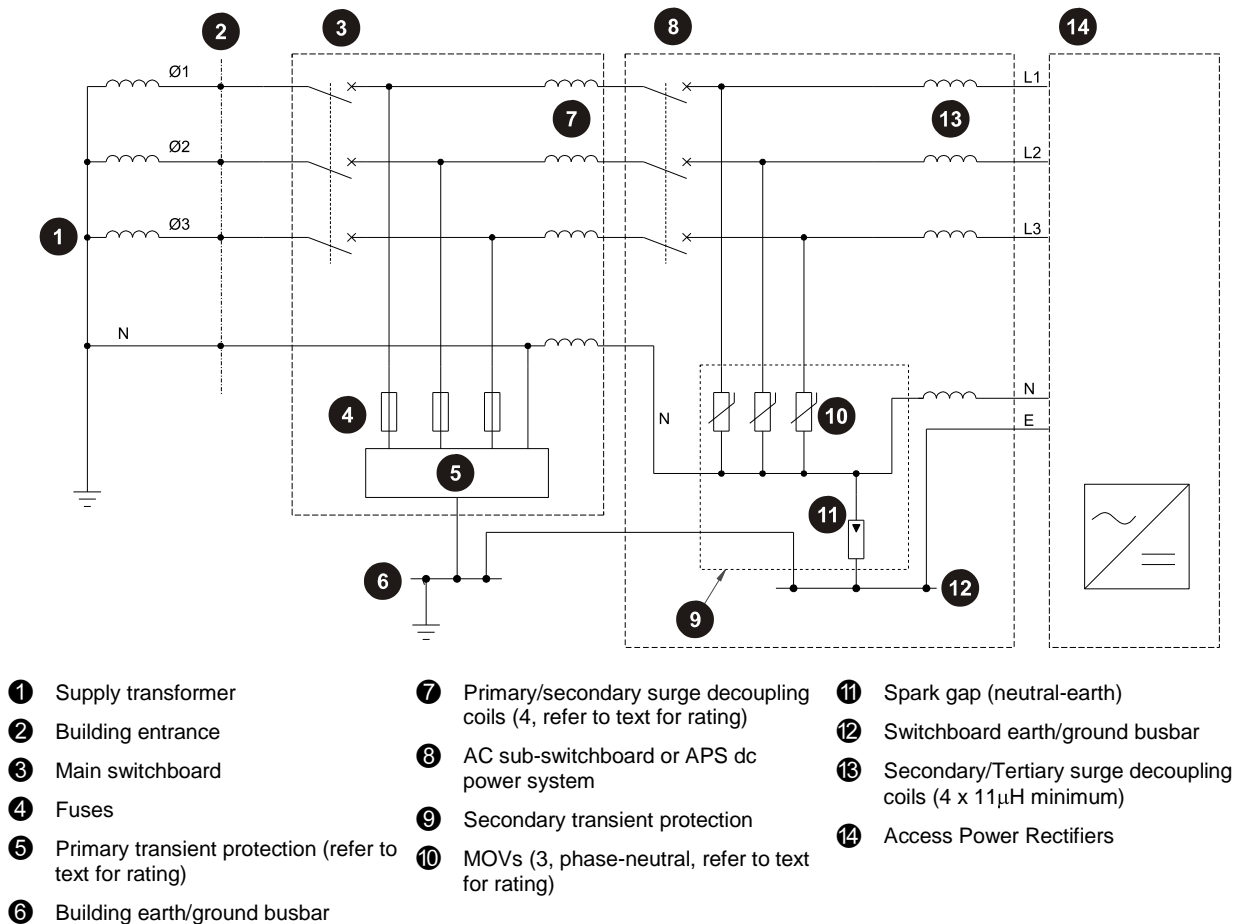 2
3
8
14
Ø1
L1
7
13
Ø2
L2
1
Ø3
L3
N
N
4
10
N
E
5
11
6
12
9
1 Supply transformer
2 Building entrance
3 Main switchboard
4 Fuses
5 Primary transient protection (refer to
text for rating)
6 Building earth/ground busbar
7 Primary/secondary surge decoupling
coils (4, refer to text for rating)
8 AC sub-switchboard or APS dc
power system
9 Secondary transient protection
10 MOVs (3, phase-neutral, refer to text
for rating)
11 Spark gap (neutral-earth)
12 Switchboard earth/ground busbar
13 Secondary/Tertiary surge decoupling
coils (4 x 11µH minimum)
14 Access Power Rectifiers